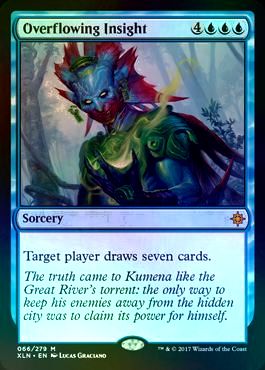 Overflowing Insight 4
Sorcery
Target player draws seven cards.
The truth came to Kumena like the
Great River's torrent: the only way to
keep his enemies away from the hidden
city was to claim its power for himself.
066/279 M
XLN • EN Lucas Graciano ™ & © 2017 Wizards of the Coast